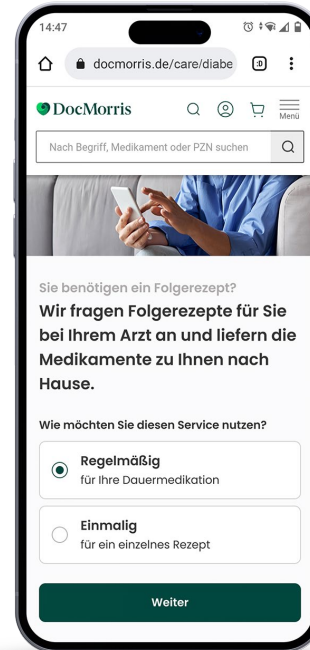 14:47
docmorris.de/care/diabe
:D
DocMorris
Menü
Nach Begriff, Medikament oder PZN suchen
Sie benötigen ein Folgerezept?
Wir fragen Folgerezepte für Sie
bei Ihrem Arzt an und liefern die
Medikamente zu Ihnen nach
Hause.
Wie möchten Sie diesen Service nutzen?
Regelmäßig
für Ihre Dauermedikation
Einmalig
für ein einzelnes Rezept
Weiter